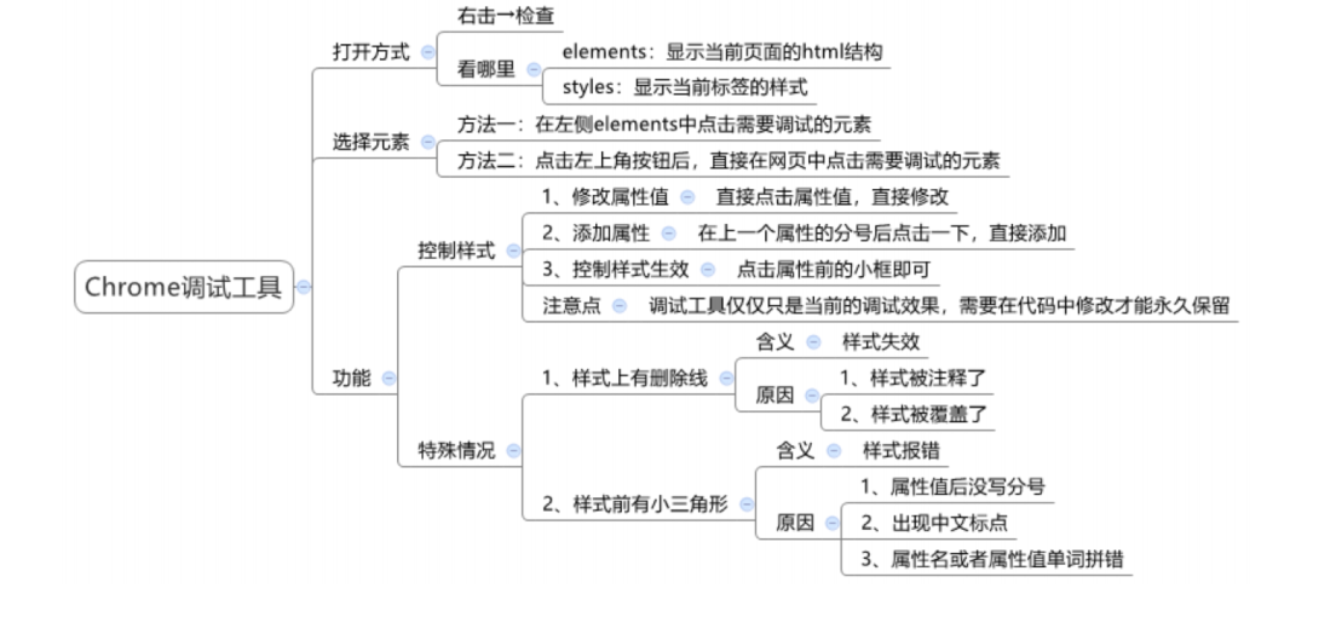 右击→检查
打开方式
elements：显示当前页面的html结构
看哪里
styles：显示当前标签的样式
方法一：在左侧elements中点击需要调试的元素
选择元素
方法二：点击左上角按钮后，直接在网页中点击需要调试的元素
1、修改属性值 直接点击属性值，直接修改
2、添加属性 在上一个属性的分号后点击一下，直接添加
控制样式
3、控制样式生效 点击属性前的小框即可
Chrome调试工具
注意点 调试工具仅仅只是当前的调试效果，需要在代码中修改才能永久保留
含义 样式失效
功能
1、样式上有删除线
1、样式被注释了
原因
2、样式被覆盖了
特殊情况
含义 样式报错
1、属性值后没写分号
2、样式前有小三角形
原因
2、出现中文标点
3、属性名或者属性值单词拼错